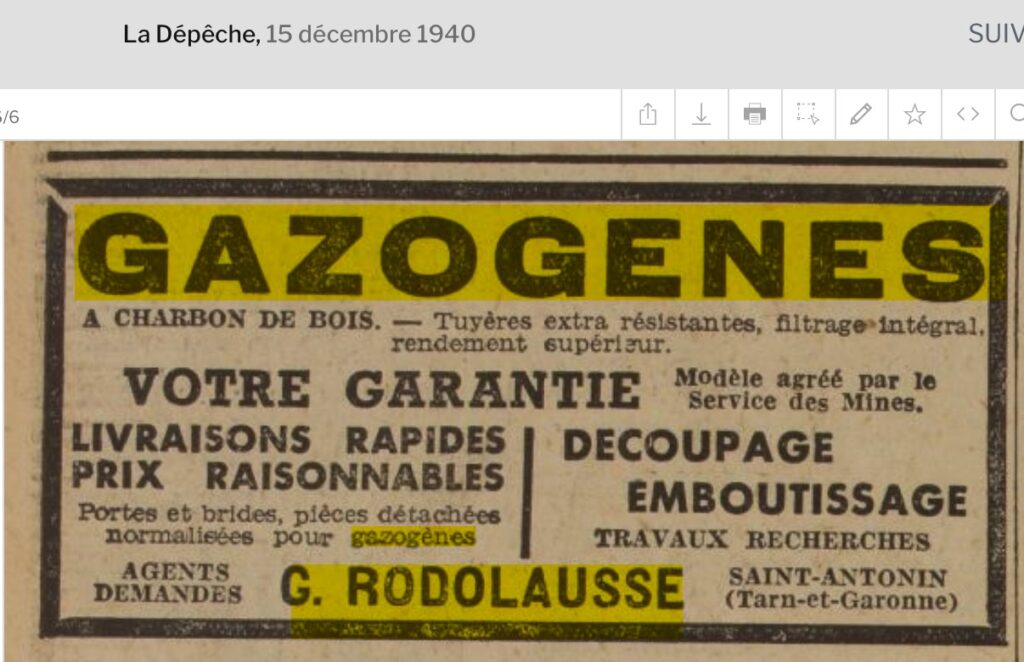 La Dépêche, 15 décembre 1940
SUIV
/6
GAZOGENES
A CHARBON DE BOIS. — Tuyères extra résistantes, filtrage intégral,
rendement supérieur.
VOTRE GARANTIE
Modèle agréé par le
Service des Mines.
LIVRAISONS RAPIDES
PRIX RAISONNABLES
Portes et brides, pièces détachées
normalisées pour gazogènes
DECOUPAGE
EMBOUTISSAGE
TRAVAUX RECHERCHES
AGENTS
DEMANDES
G. RODOLAUSSE
SAINT-ANTONIN
(Tarn-et-Garonne)